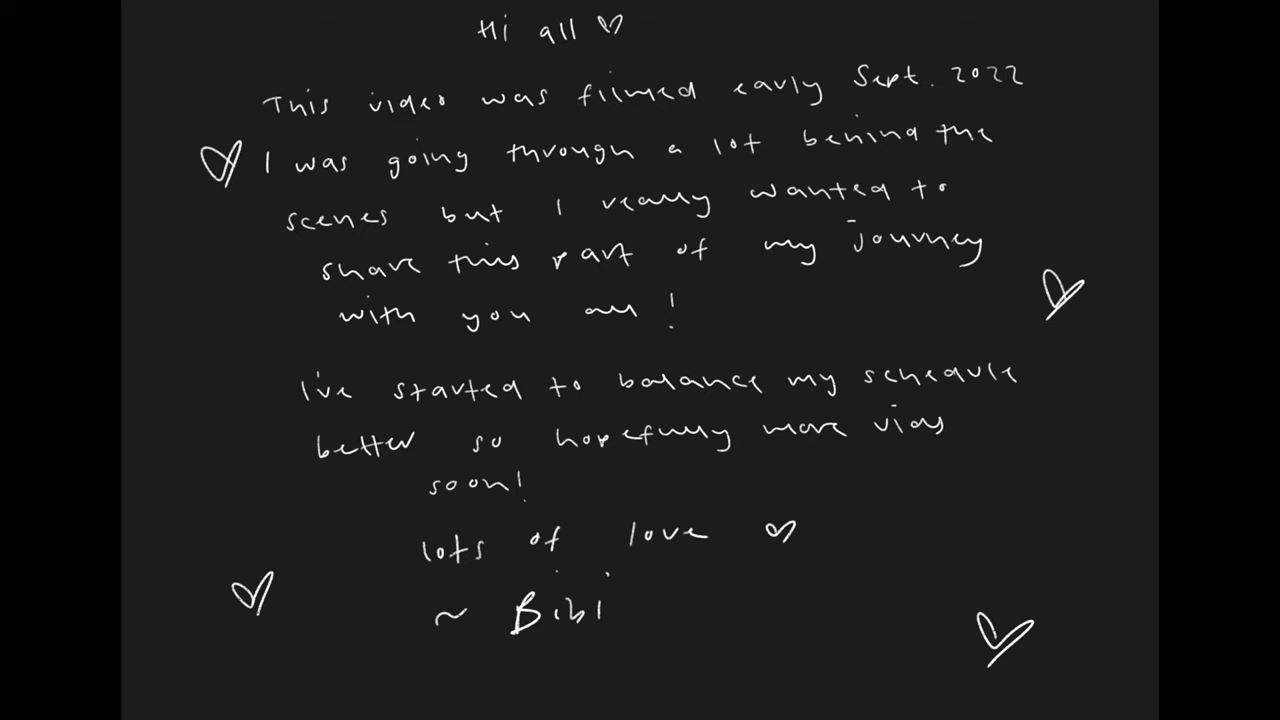 Hi all ♡
This video was filmed early Sept. 2022
I was going through a lot behind the
scenes but I really wanted to
share this part of my journey
with you all!
I've started to balance my schedule
better so hopefully more vids
soon!
lots of love ♡
~ Bibi